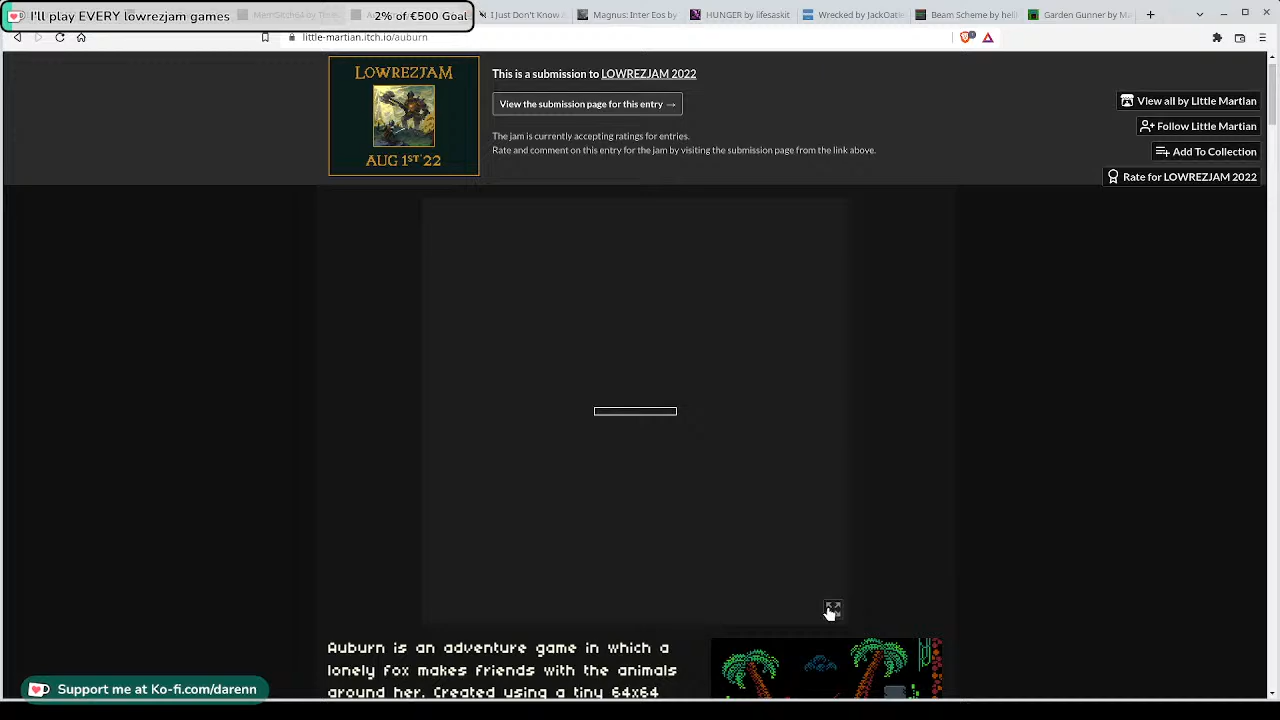 I'll play EVERY lowrezjam games
2% of €500 Goal
I Just Don't Know
Magnus: Inter Eos by
HUNGER by lifesaskit
Wrecked by JackOatle
Beam Scheme by hell
Garden Gunner by Ma
little-martian.itch.io/auburn
LOWREZJAM
AUG 1ST'22
This is a submission to LOWREZJAM 2022
View the submission page for this entry →
The jam is currently accepting ratings for entries.
Rate and comment on this entry for the jam by visiting the submission page from the link above.
View all by Little Martian
Follow Little Martian
Add To Collection
Rate for LOWREZJAM 2022
Auburn is an adventure game in which a
lonely fox makes friends with the animals
around her. Created using a tiny 64x64
Support me at Ko-fi.com/darenn